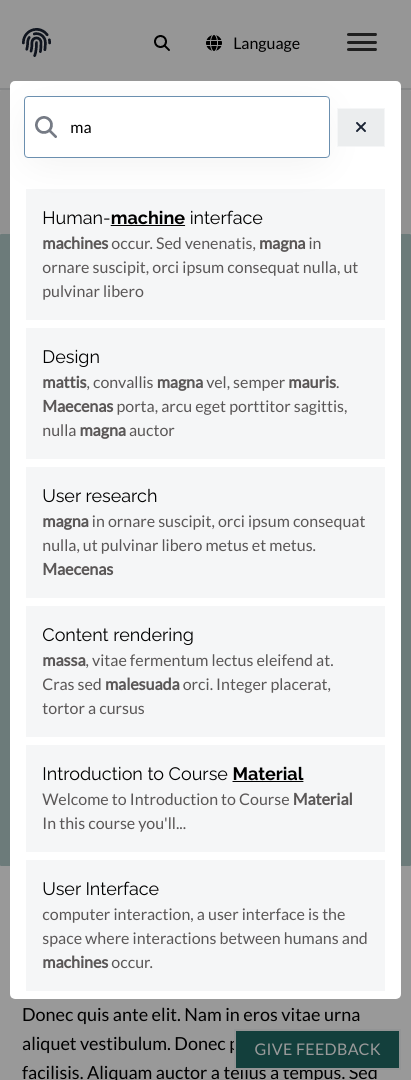 Language
ma
Human-machine interface
machines occur. Sed venenatis, magna in
ornare suscipit, orci ipsum consequat nulla, ut
pulvinar libero
Design
mattis, convallis magna vel, semper mauris.
Maecenas porta, arcu eget porttitor sagittis,
nulla magna auctor
User research
magna in ornare suscipit, orci ipsum consequat
nulla, ut pulvinar libero metus et metus.
Maecenas
Content rendering
massa, vitae fermentum lectus eleifend at.
Cras sed malesuada orci. Integer placerat,
tortor a cursus
Introduction to Course Material
Welcome to Introduction to Course Material
In this course you'll...
User Interface
computer interaction, a user interface is the
space where interactions between humans and
machines occur.
Donec quis ante elit. Nam in eros vitae urna
aliquet vestibulum. Donec
GIVE FEEDBACK
facilisis. Aliquam auctor a tellus a tempus. Sed